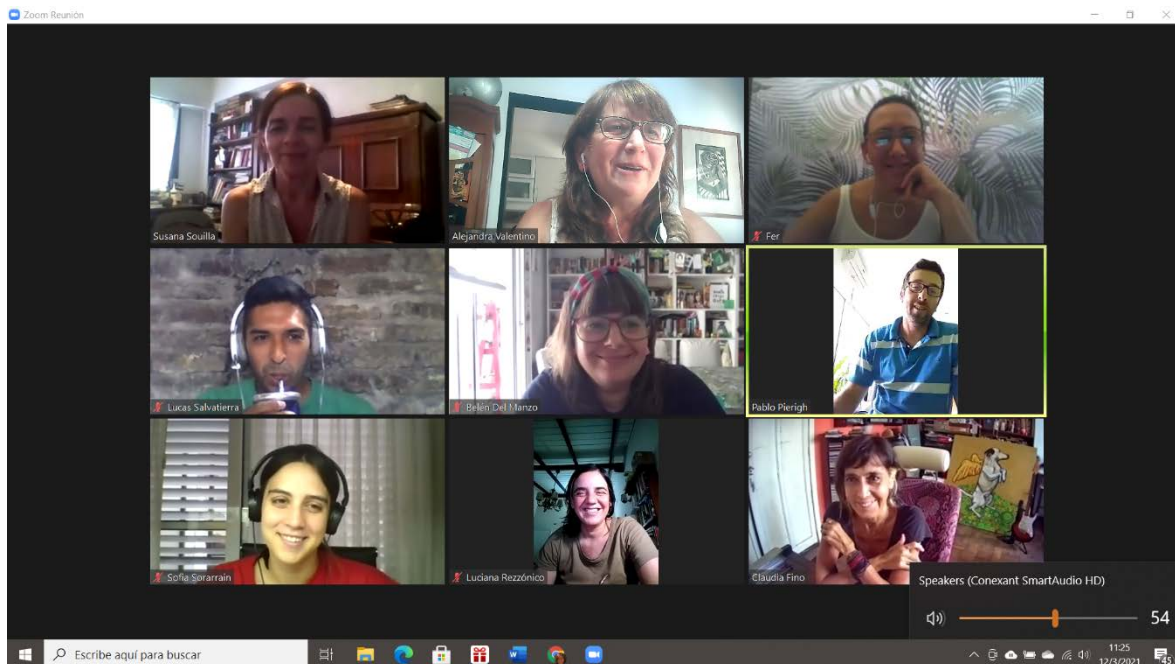 Zoom Reunión
Susana Souilla
Alejandra Valentino
Fer
Lucas Salvatierra
Belén Del Manzo
Pablo Pierigh
Sofia Sorarrain
Luciana Rezzónico
Claudia Fino
Speakers (Conexant SmartAudio HD)
54
Escribe aquí para buscar
11:25
12/3/2021